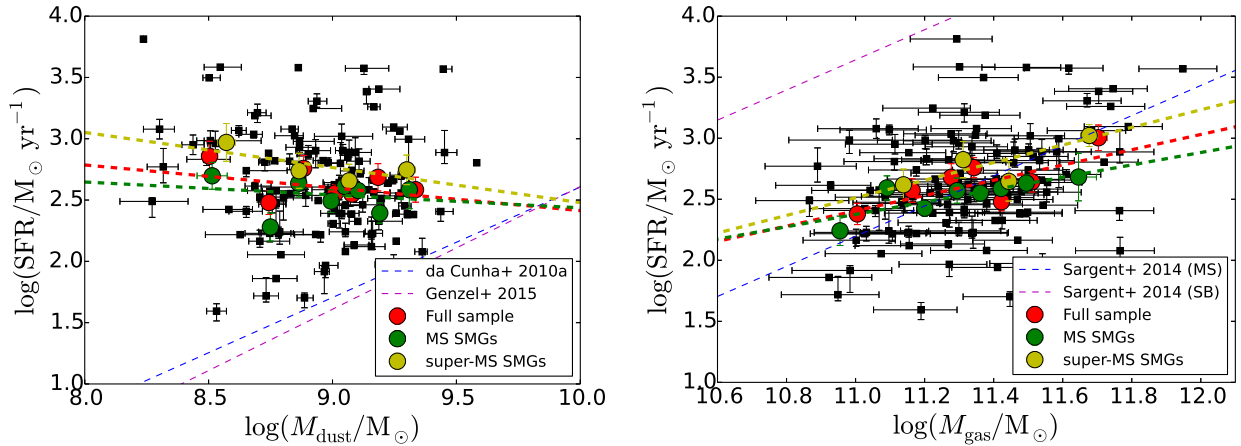 4.0
3.5
3.0
2.5
2.0
1.5
1.0
log(SFR/M⊙ yr⁻¹)
8.0 8.5 9.0 9.5 10.0
log(M_dust/M⊙)
da Cunha+ 2010a
Genzel+ 2015
Full sample
MS SMGs
super-MS SMGs
4.0
3.5
3.0
2.5
2.0
1.5
1.0
log(SFR/M⊙ yr⁻¹)
10.6 10.8 11.0 11.2 11.4 11.6 11.8 12.0
log(M_gas/M⊙)
Sargent+ 2014 (MS)
Sargent+ 2014 (SB)
Full sample
MS SMGs
super-MS SMGs